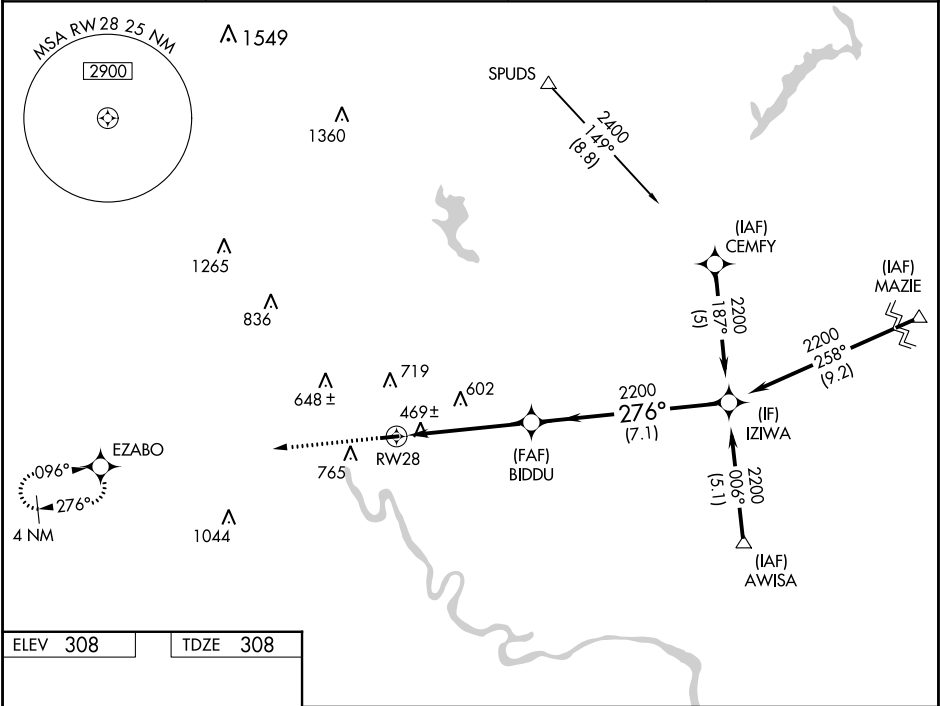 MSA RW 28 25 NM
2900
1549
1360
1265
836
SPUDS
2400
149°
(8.8)
(IAF)
CEMFY
2200
187°
(5)
(IAF)
MAZIE
2200
258°
(9.2)
719
648 ±
602
469 ±
765
RW28
2200
276°
(7.1)
(FAF)
BIDDU
(IF)
IZIWA
EZABO
096°
276°
4 NM
1044
2200
006°
(5.1)
(IAF)
AWISA
ELEV 308
TDZE 308